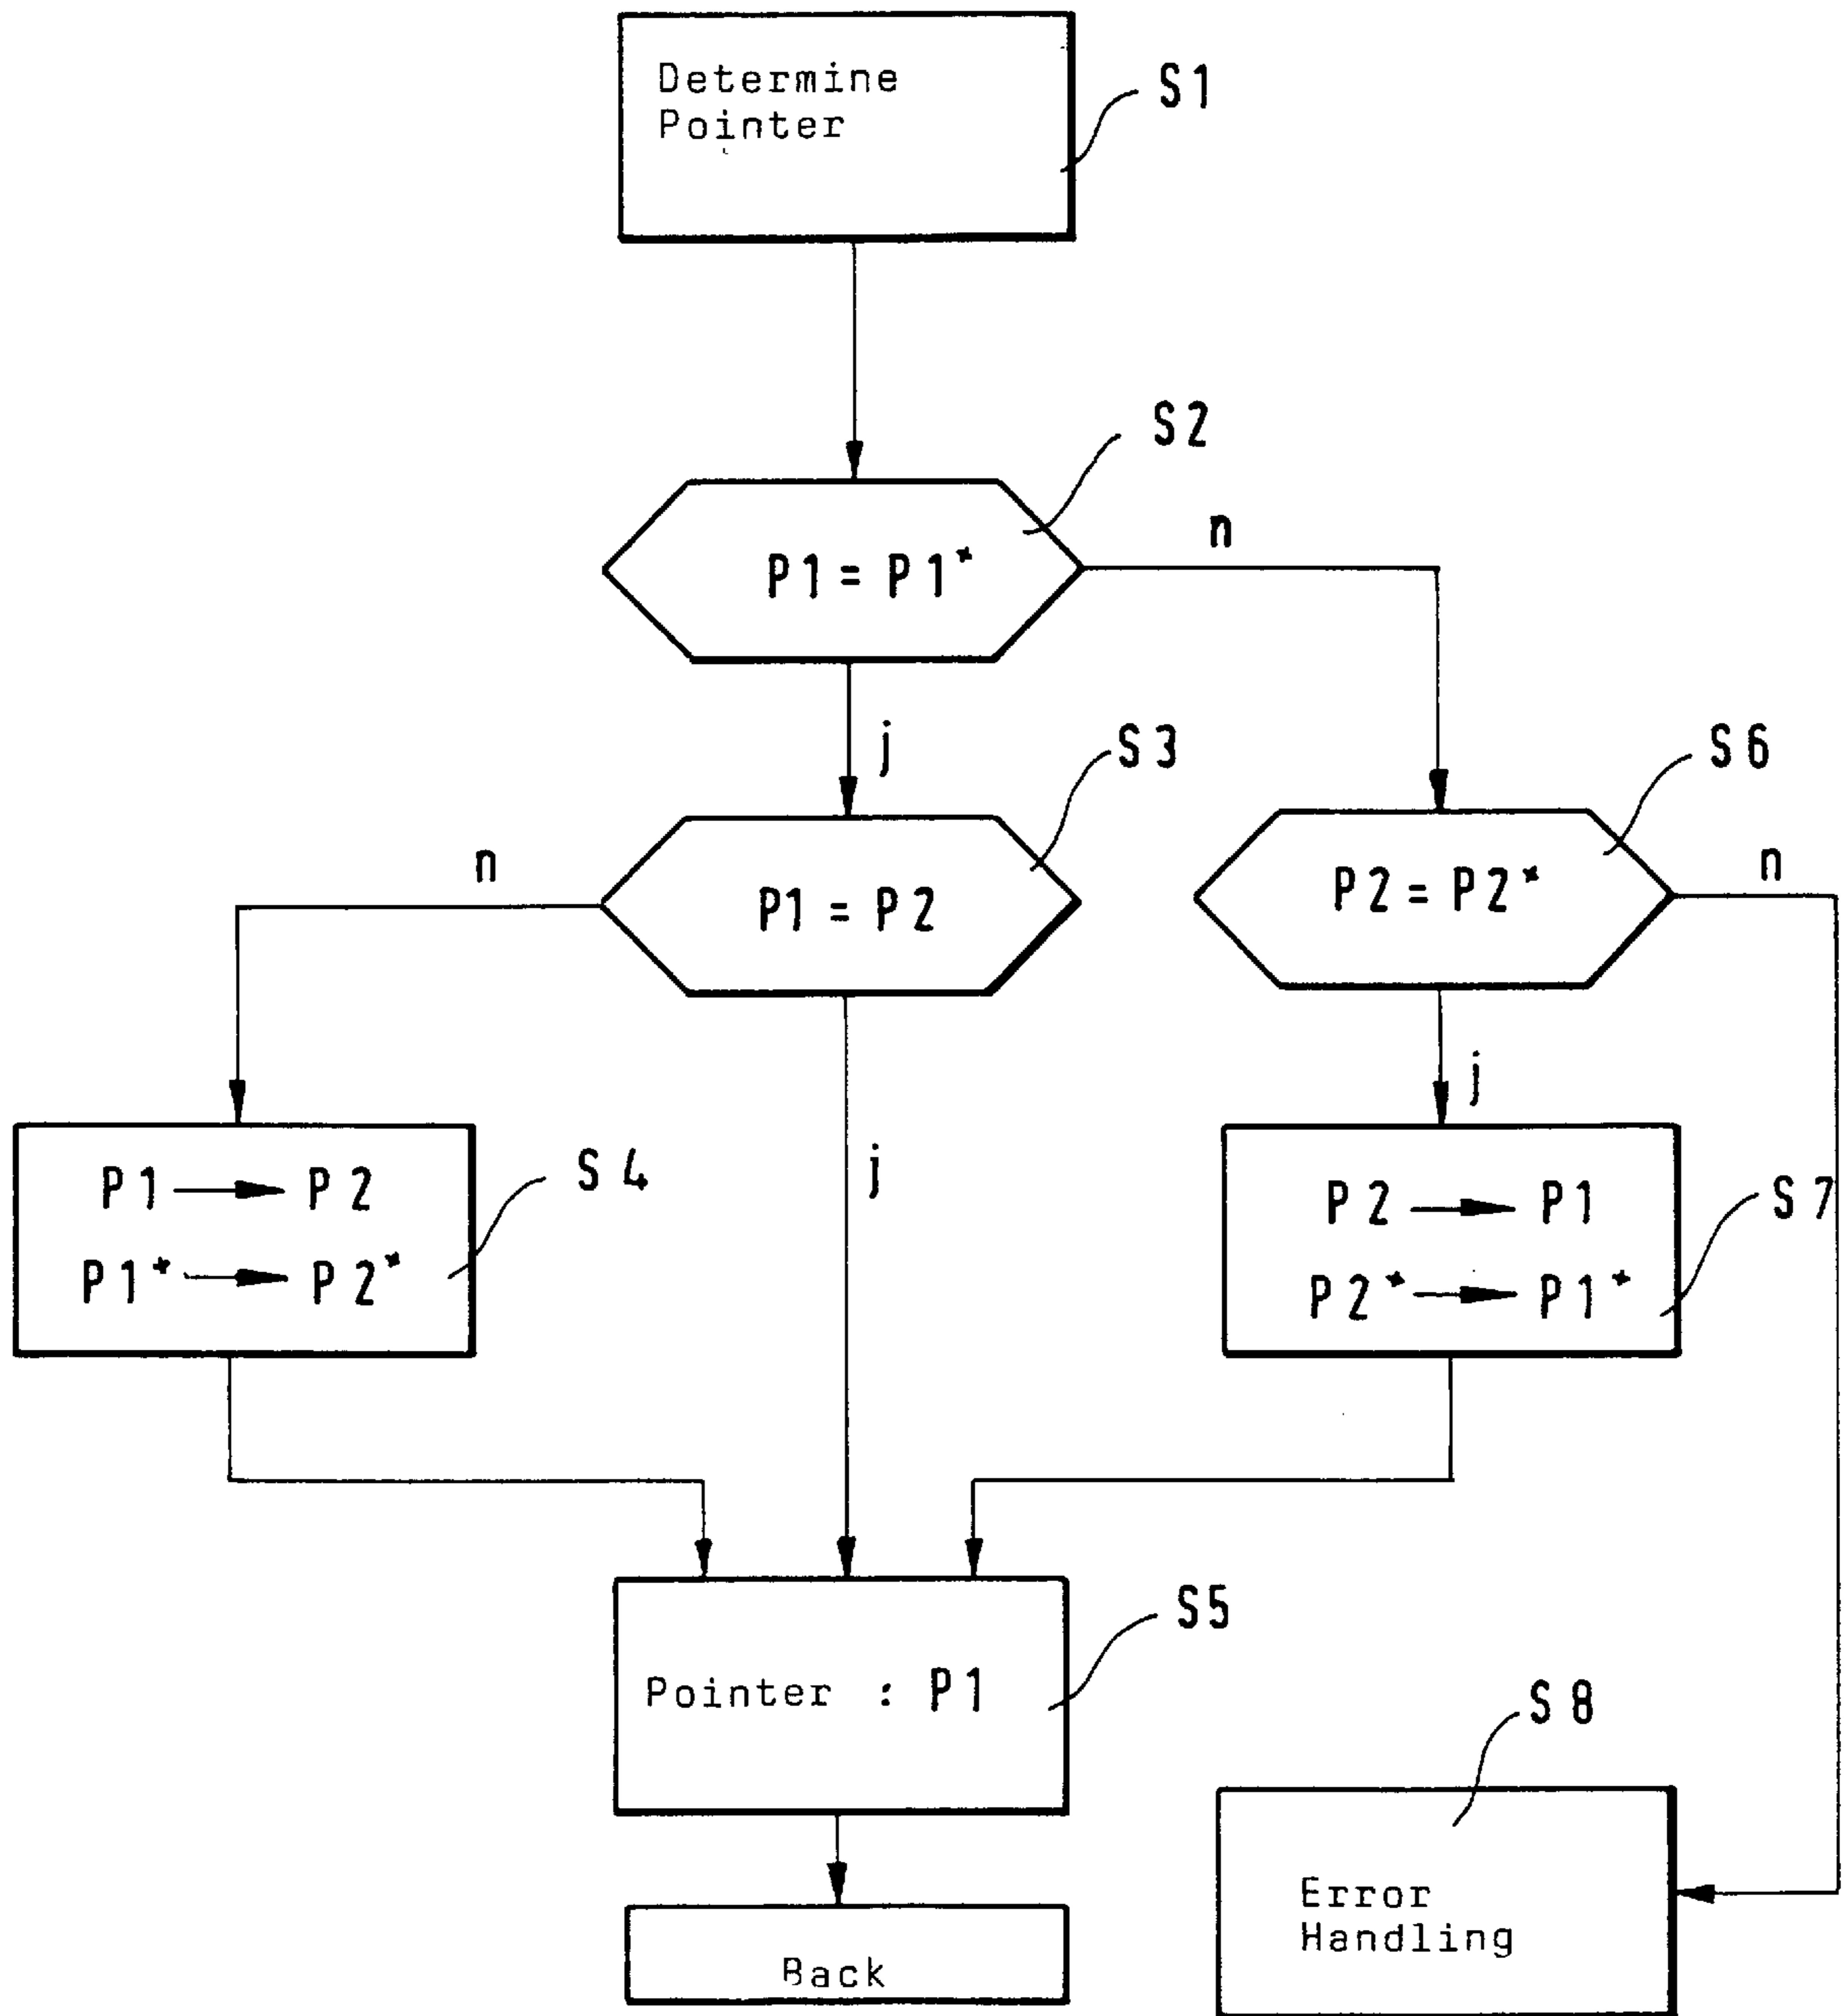 Determine
Pointer
S1
S2
P1 = P1*
n
j
S3
S6
n
P1 = P2
P2 = P2*
n
j
j
P1 → P2
P1* → P2*
S4
P2 → P1
P2* → P1*
S7
Pointer : P1
S5
S8
Error
Handling
Back